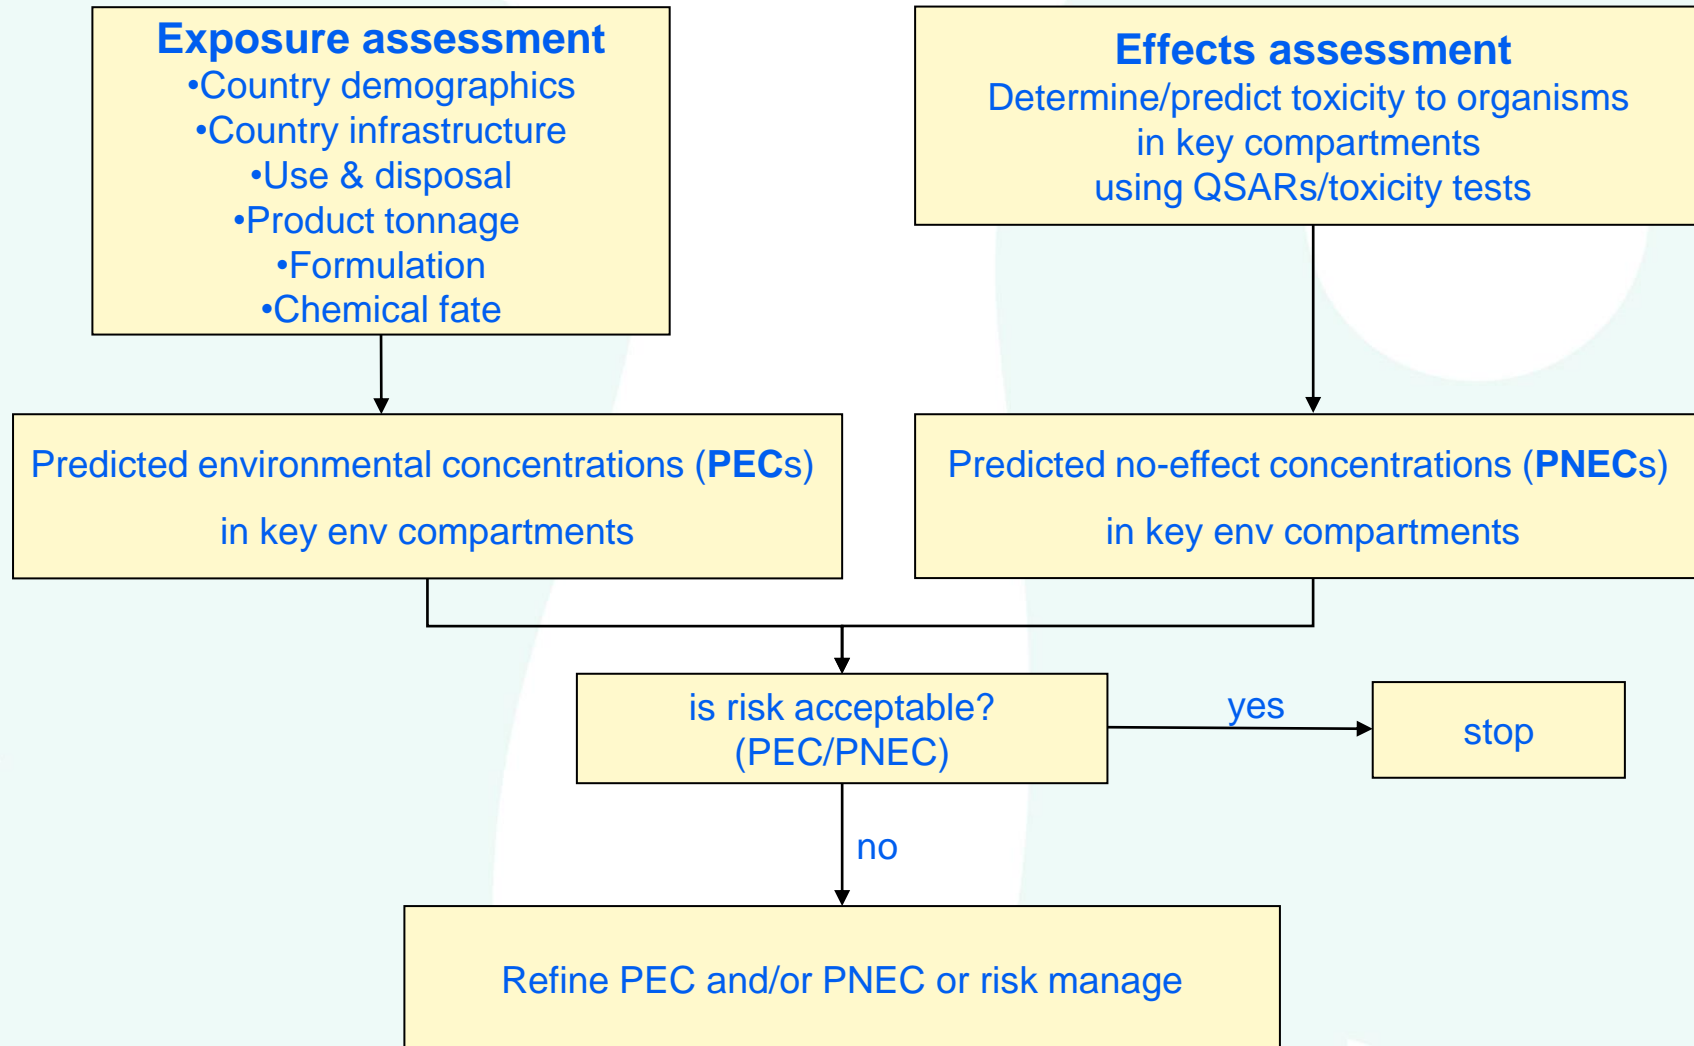 Exposure assessment
•Country demographics
•Country infrastructure
•Use & disposal
•Product tonnage
•Formulation
•Chemical fate
Effects assessment
Determine/predict toxicity to organisms
in key compartments
using QSARs/toxicity tests
Predicted environmental concentrations (PECs)
in key env compartments
Predicted no-effect concentrations (PNECs)
in key env compartments
is risk acceptable?
(PEC/PNEC)
yes
stop
no
Refine PEC and/or PNEC or risk manage